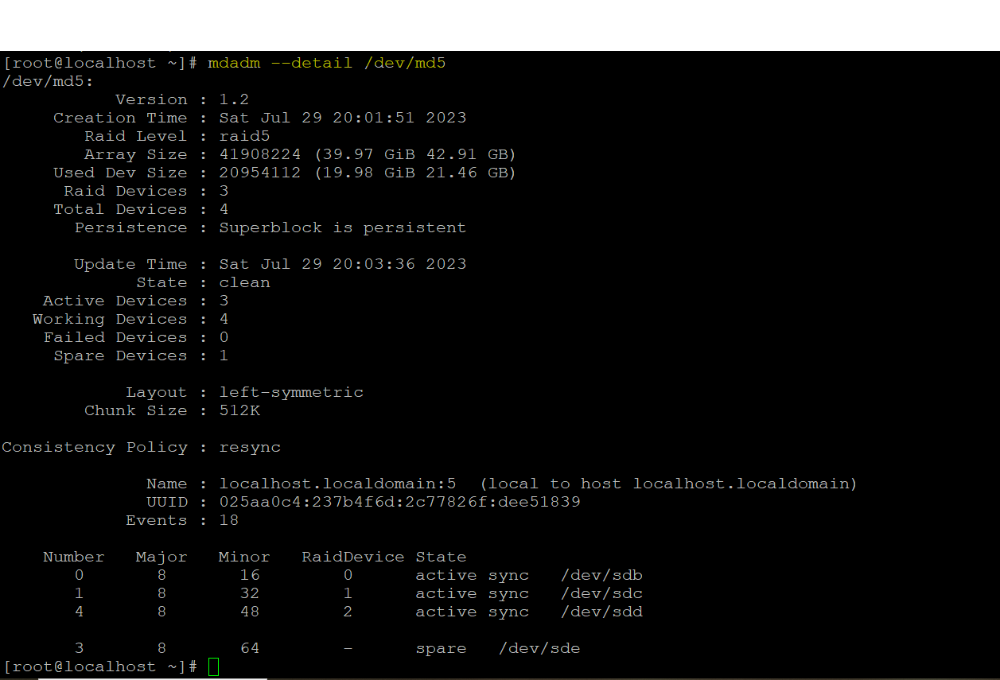 [root@localhost ~]# mdadm --detail /dev/md5
/dev/md5:
           Version : 1.2
     Creation Time : Sat Jul 29 20:01:51 2023
        Raid Level : raid5
        Array Size : 41908224 (39.97 GiB 42.91 GB)
     Used Dev Size : 20954112 (19.98 GiB 21.46 GB)
      Raid Devices : 3
     Total Devices : 4
       Persistence : Superblock is persistent

       Update Time : Sat Jul 29 20:03:36 2023
             State : clean
    Active Devices : 3
   Working Devices : 4
    Failed Devices : 0
     Spare Devices : 1

            Layout : left-symmetric
        Chunk Size : 512K

Consistency Policy : resync

              Name : localhost.localdomain:5  (local to host localhost.localdomain)
              UUID : 025aa0c4:237b4f6d:2c77826f:dee51839
            Events : 18

    Number   Major   Minor   RaidDevice State
       0       8       16        0      active sync   /dev/sdb
       1       8       32        1      active sync   /dev/sdc
       4       8       48        2      active sync   /dev/sdd

       3       8       64        -      spare   /dev/sde
[root@localhost ~]#